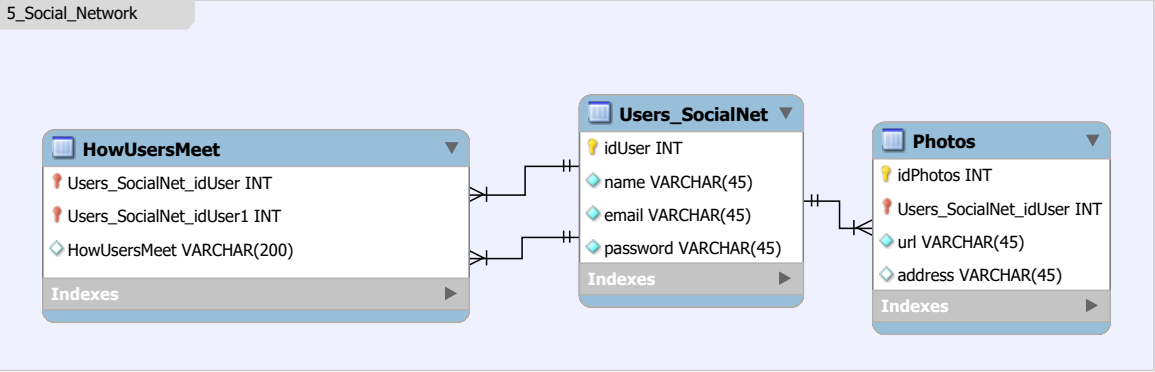 5_Social_Network
HowUsersMeet
Users_SocialNet_idUser INT
Users_SocialNet_idUser1 INT
HowUsersMeet VARCHAR(200)
Indexes
Users_SocialNet
idUser INT
name VARCHAR(45)
email VARCHAR(45)
password VARCHAR(45)
Indexes
Photos
idPhotos INT
Users_SocialNet_idUser INT
url VARCHAR(45)
address VARCHAR(45)
Indexes